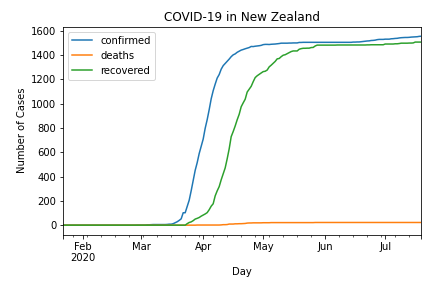 COVID-19 in New Zealand
confirmed
deaths
recovered
Number of Cases
1600
1400
1200
1000
800
600
400
200
0
Feb Mar Apr May Jun Jul
2020
Day